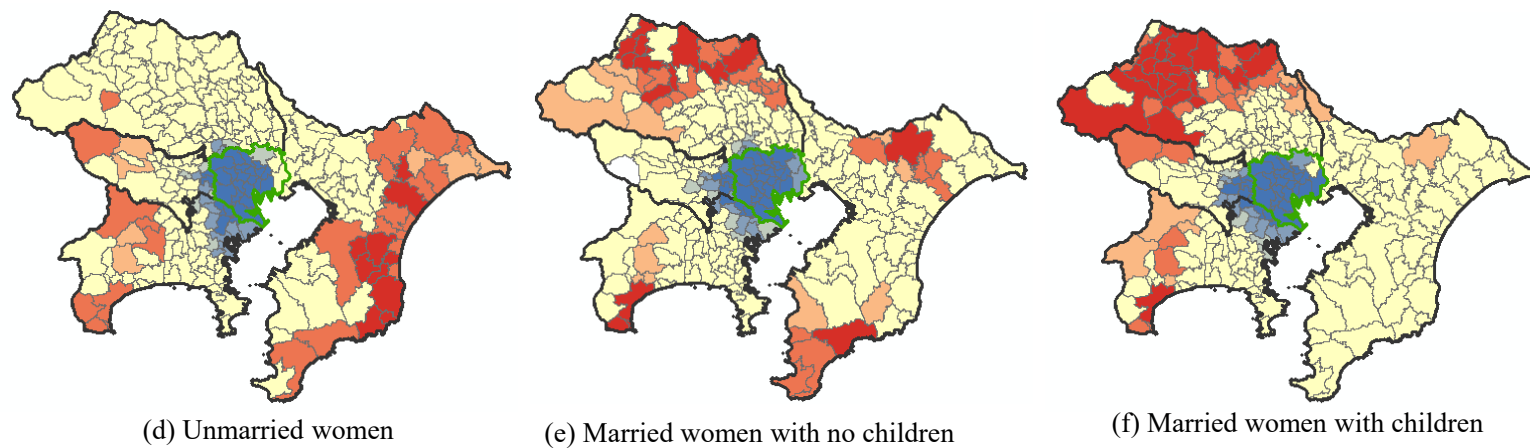 (d) Unmarried women
(e) Married women with no children
(f) Married women with children